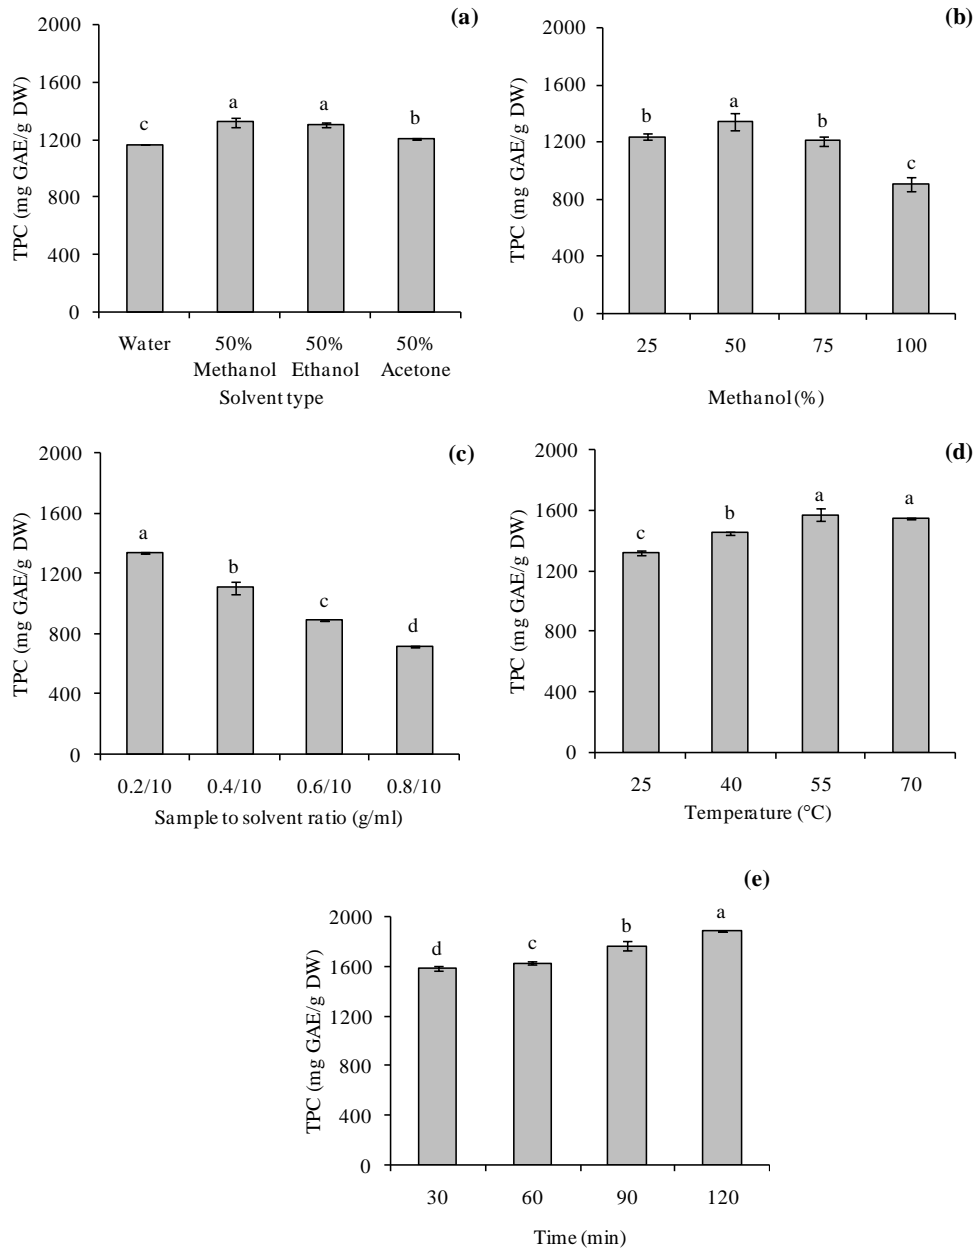 (a)
TPC (mg GAE/g DW)
2000
1600
1200
800
400
0
c
a
a
b
Water
50%
50%
50%
Methanol
Ethanol
Acetone
Solvent type
(b)
TPC (mg GAE/g DW)
2000
1600
1200
800
400
0
b
a
b
c
25
50
75
100
Methanol (%)
(c)
TPC (mg GAE/g DW)
2000
1600
1200
800
400
0
a
b
c
d
0.2/10
0.4/10
0.6/10
0.8/10
Sample to solvent ratio (g/ml)
(d)
TPC (mg GAE/g DW)
2000
1600
1200
800
400
0
c
b
a
a
25
40
55
70
Temperature (°C)
(e)
TPC (mg GAE/g DW)
2000
1600
1200
800
400
0
d
c
b
a
30
60
90
120
Time (min)